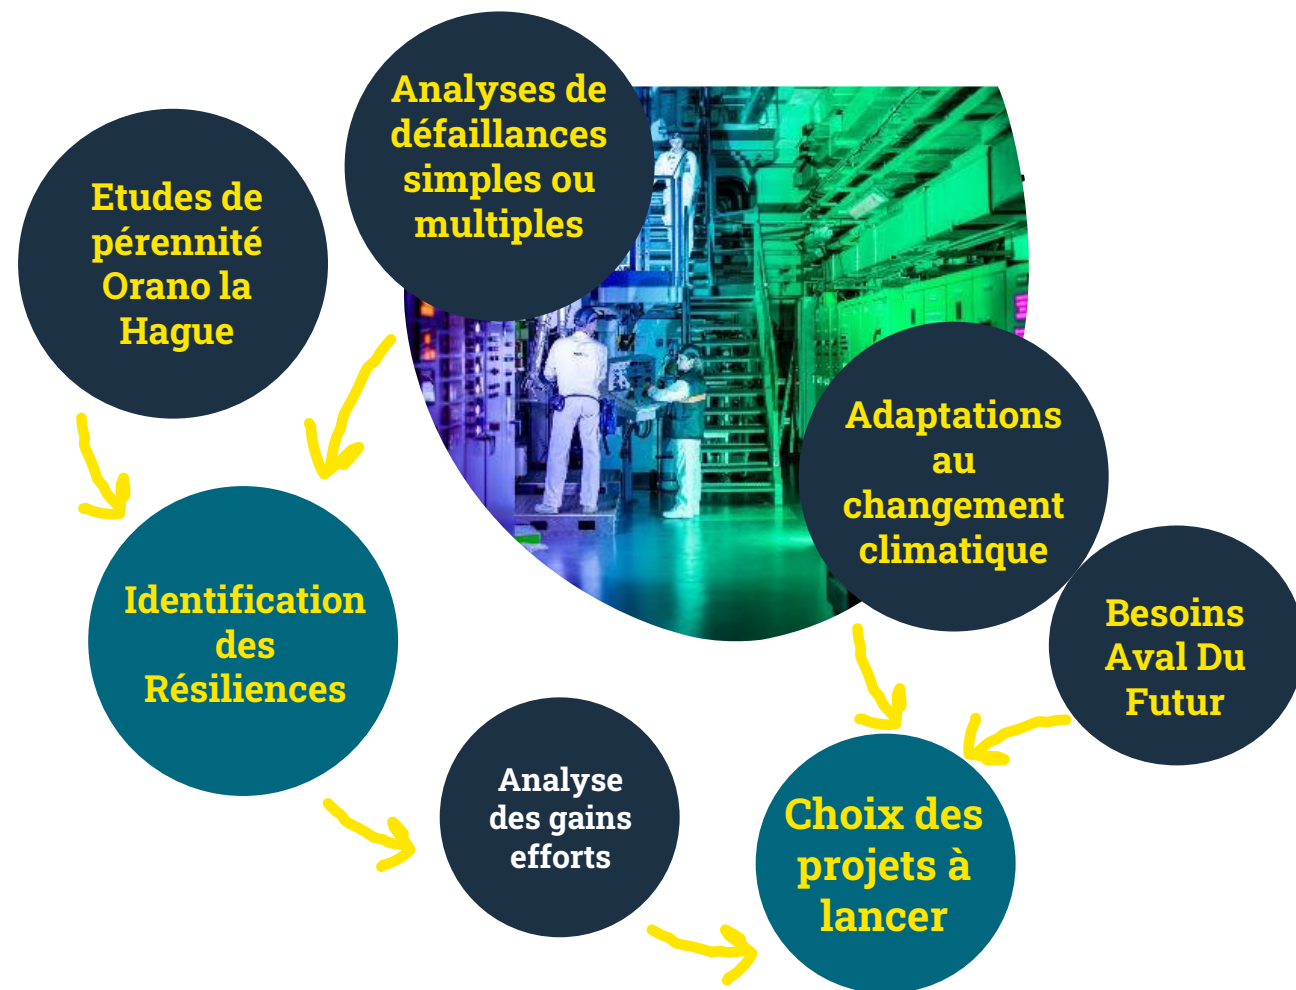 Analyses de
défaillances
simples ou
multiples
Etudes de
pérennité
Orano la
Hague
Adaptations
au
changement
climatique
Besoins
Aval Du
Futur
Identification
des
Résiliences
Analyse
des gains
efforts
Choix des
projets à
lancer